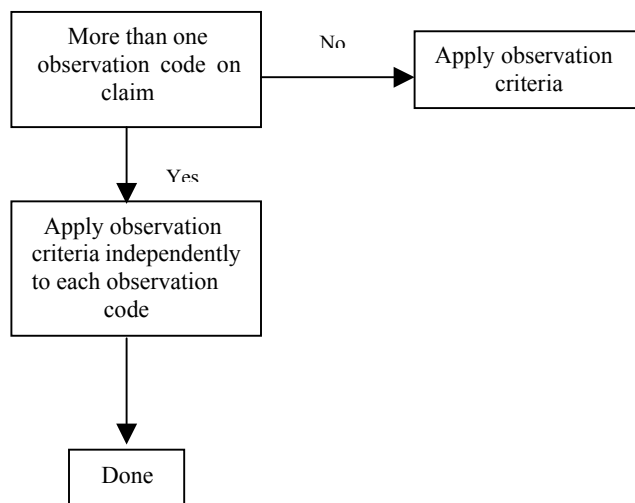 More than one
observation code on
claim
No
Apply observation
criteria
Yes
Apply observation
criteria independently
to each observation
code
Done